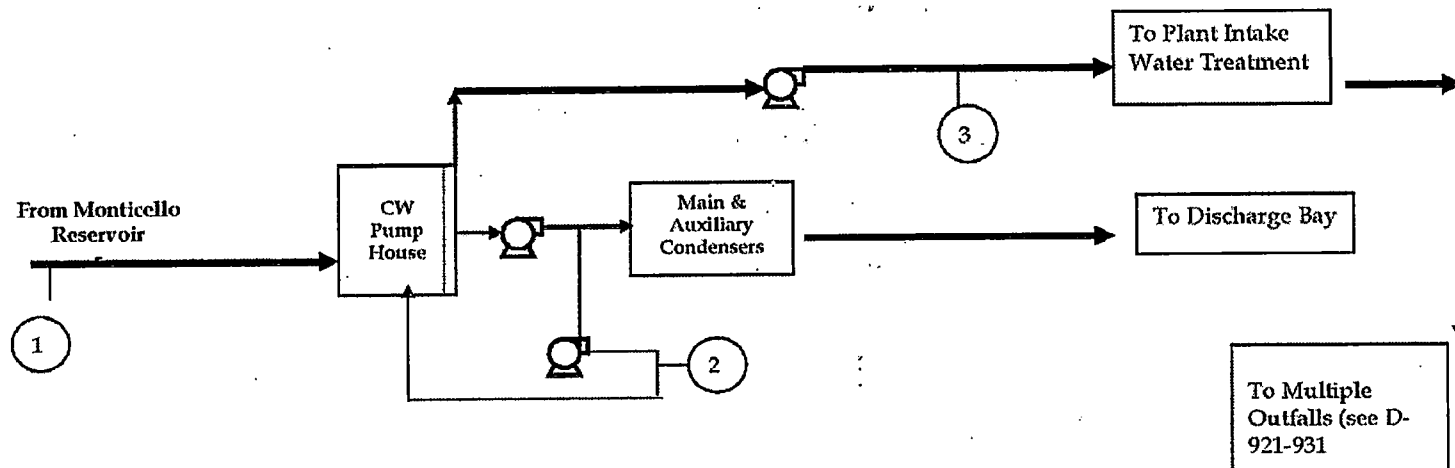 To Plant Intake
Water Treatment
3
From Monticello
Reservoir
CW
Pump
House
Main &
Auxiliary
Condensers
To Discharge Bay
1
2
To Multiple
Outfalls (see D-
921-931